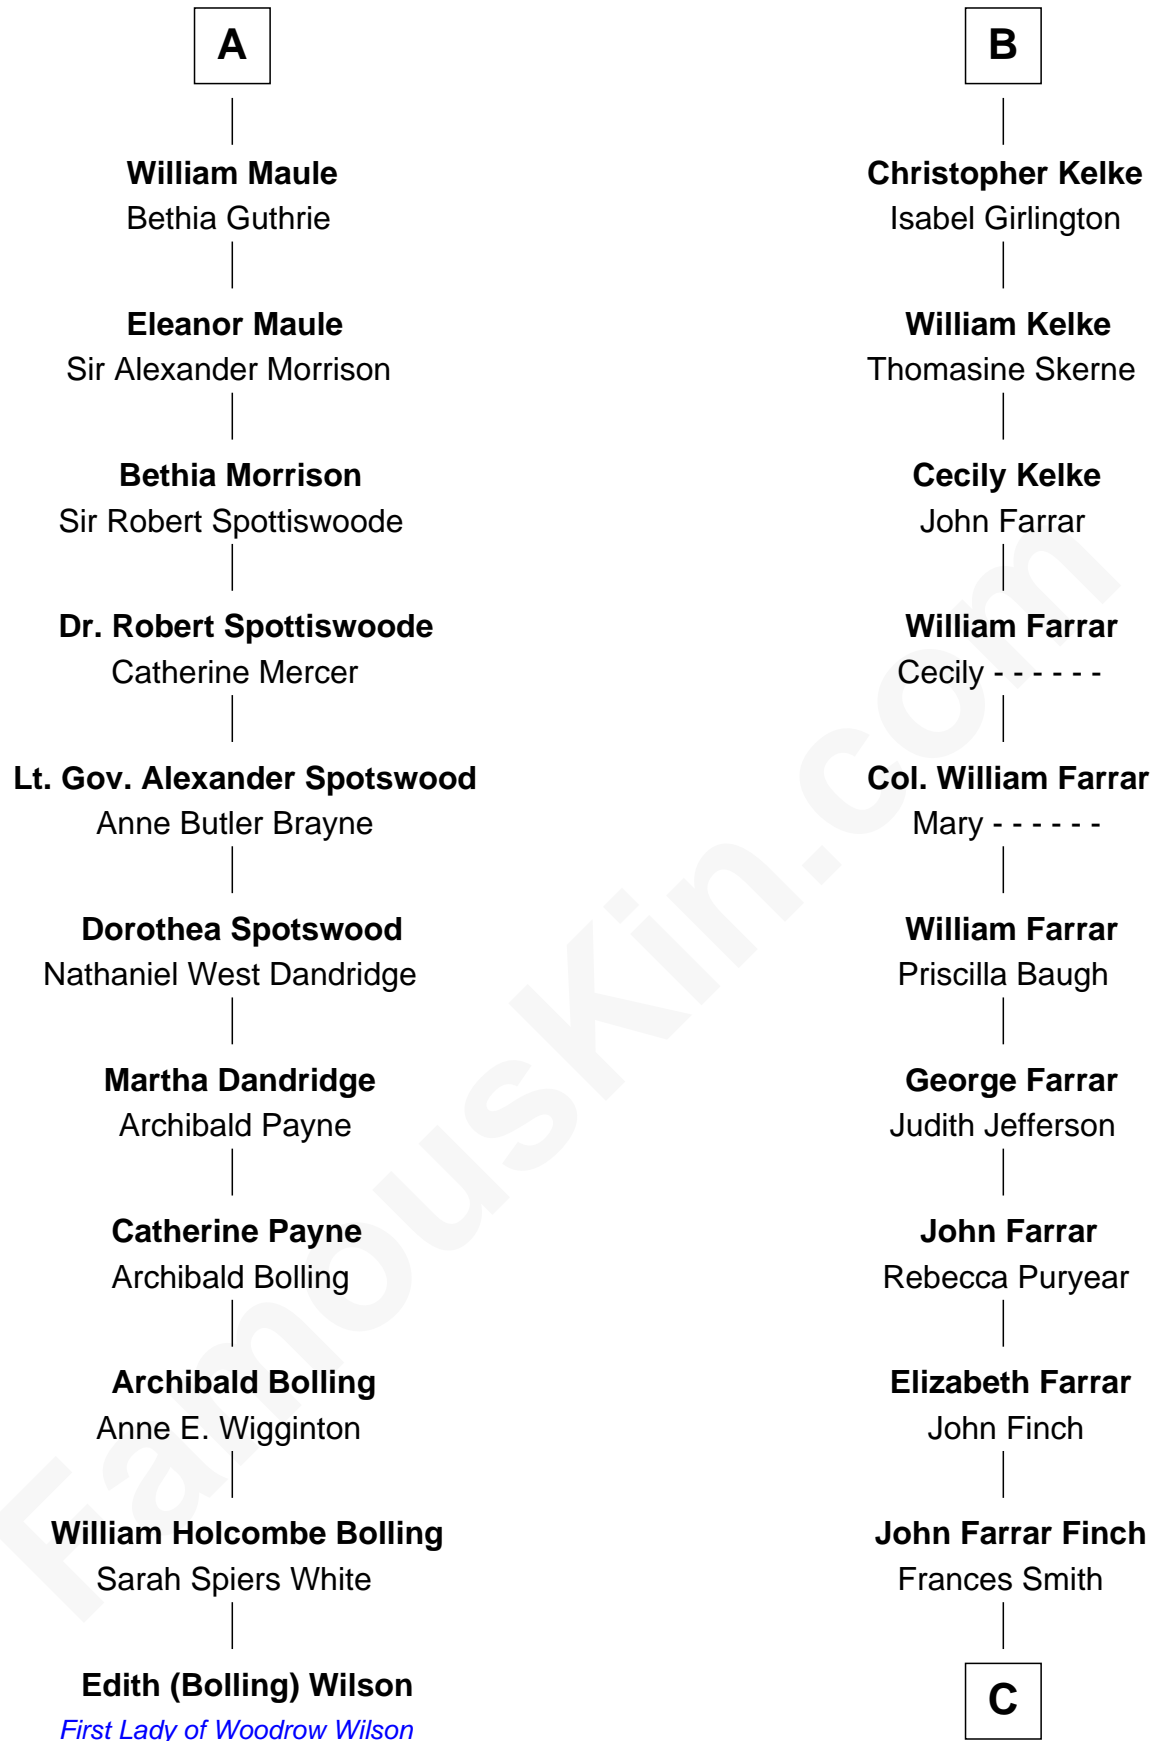 A
William Maule
Bethia Guthrie
Eleanor Maule
Sir Alexander Morrison
Bethia Morrison
Sir Robert Spottiswoode
Dr. Robert Spottiswoode
Catherine Mercer
Lt. Gov. Alexander Spotswood
Anne Butler Brayne
Dorothea Spotswood
Nathaniel West Dandridge
Martha Dandridge
Archibald Payne
Catherine Payne
Archibald Bolling
Archibald Bolling
Anne E. Wigginton
William Holcombe Bolling
Sarah Spiers White
Edith (Bolling) Wilson
First Lady of Woodrow Wilson
B
Christopher Kelke
Isabel Girlington
William Kelke
Thomasine Skerne
Cecily Kelke
John Farrar
William Farrar
Cecily - - - - - -
Col. William Farrar
Mary - - - - - -
William Farrar
Priscilla Baugh
George Farrar
Judith Jefferson
John Farrar
Rebecca Puryear
Elizabeth Farrar
John Finch
John Farrar Finch
Frances Smith
C
FamousKin.com